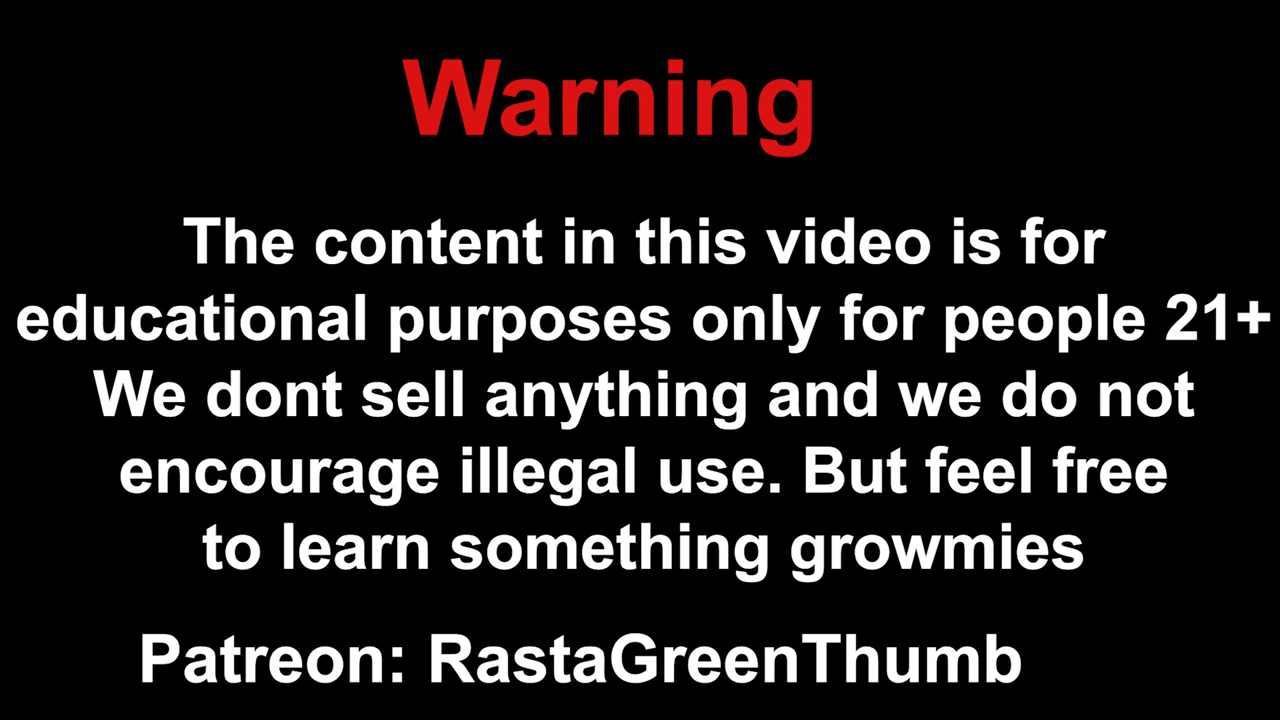 Warning
The content in this video is for
educational purposes only for people 21+
We dont sell anything and we do not
encourage illegal use. But feel free
to learn something growmies
Patreon: RastaGreenThumb